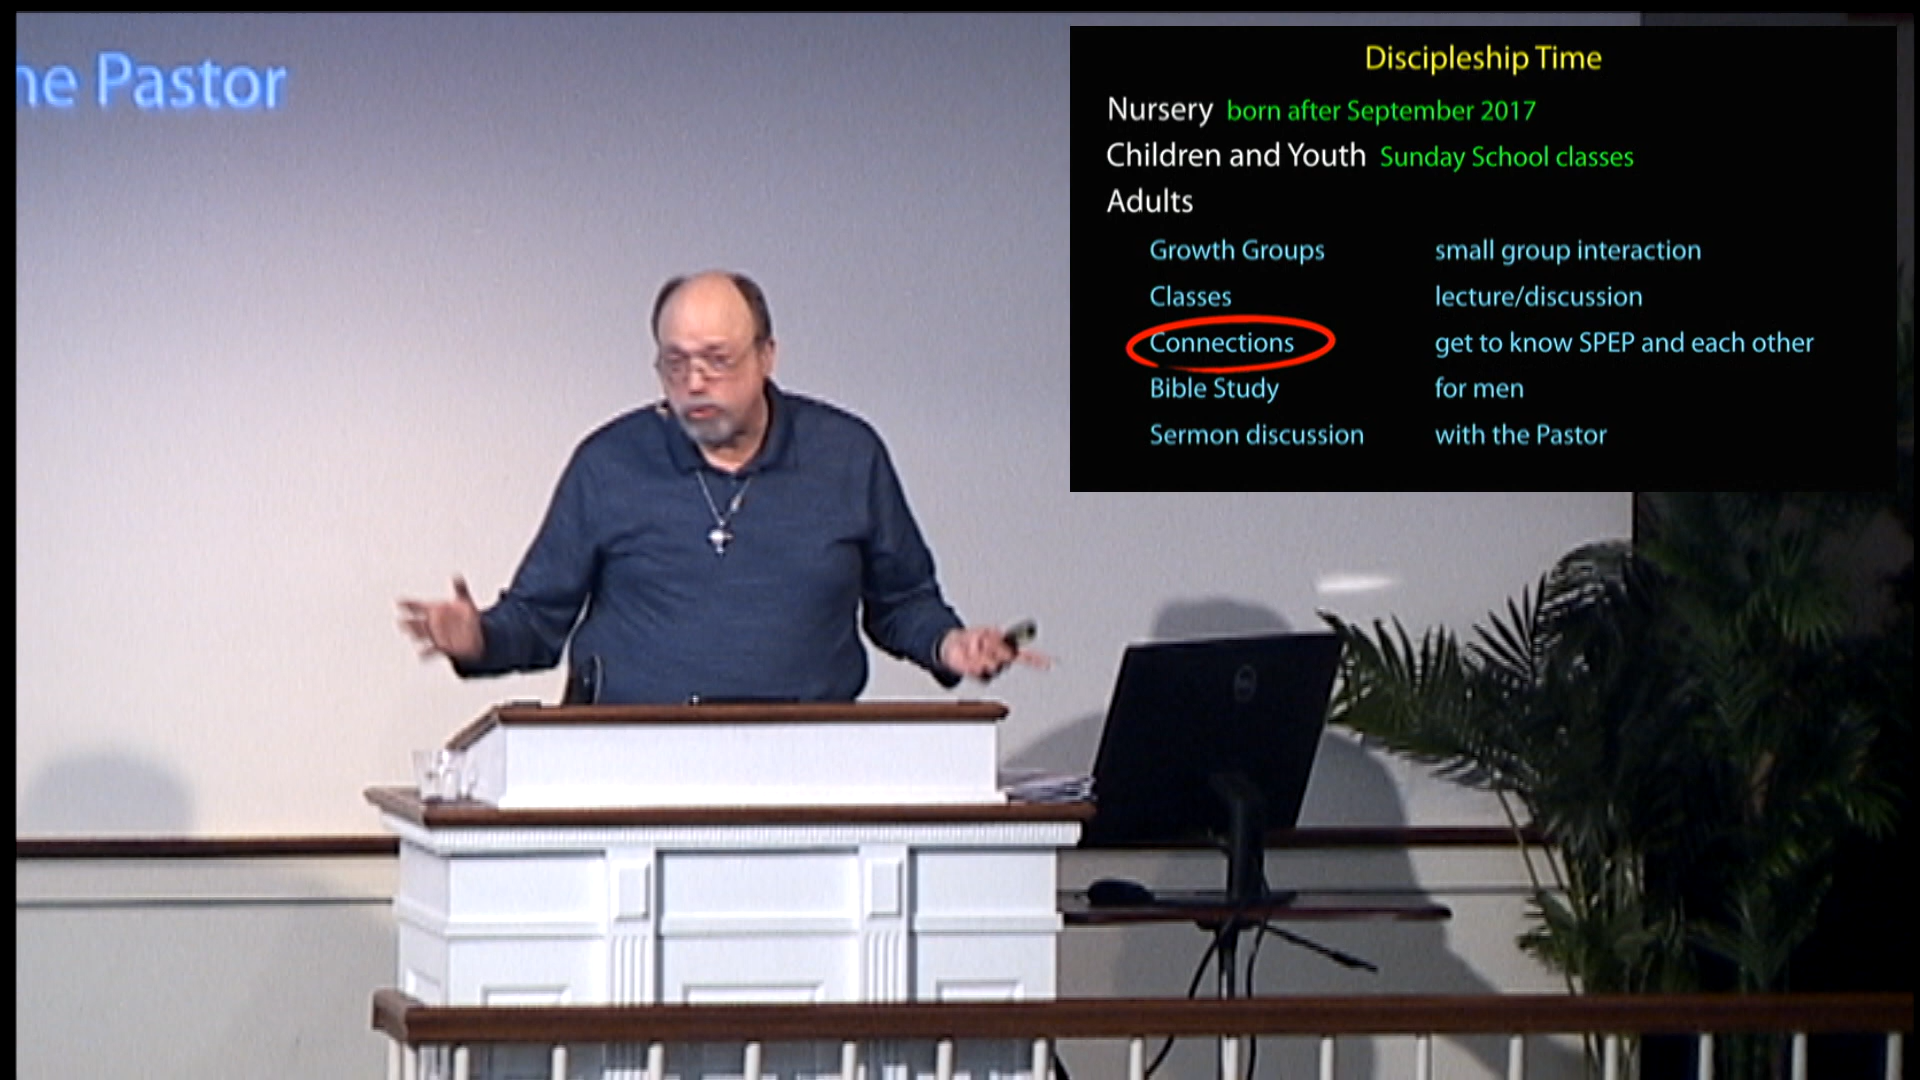 he Pastor
Discipleship Time
Nursery born after September 2017
Children and Youth Sunday School classes
Adults
Growth Groups small group interaction
Classes lecture/discussion
Connections get to know SPEP and each other
Bible Study for men
Sermon discussion with the Pastor